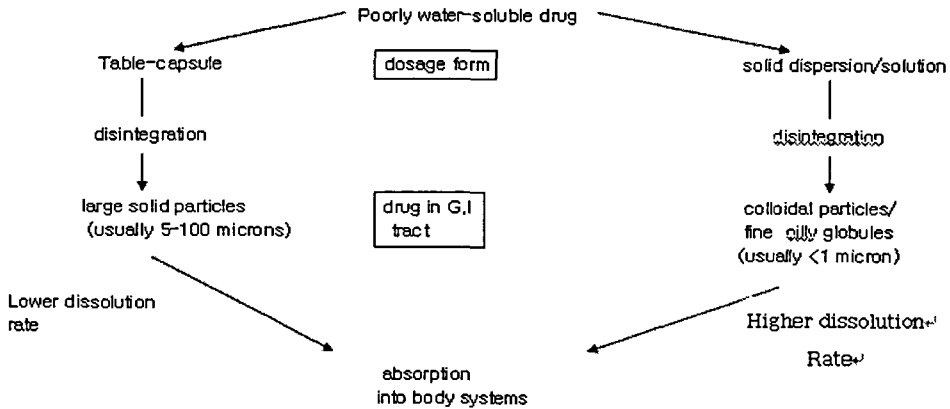 Poorly water-soluble drug
Table-capsule
dosage form
solid dispersion/solution
disintegration
disintegration
large solid particles
(usually 5-100 microns)
drug in G,I
tract
colloidal particles/
fine oilly globules
(usually <1 micron)
Lower dissolution
rate
Higher dissolution↵
Rate↵
absorption
into body systems